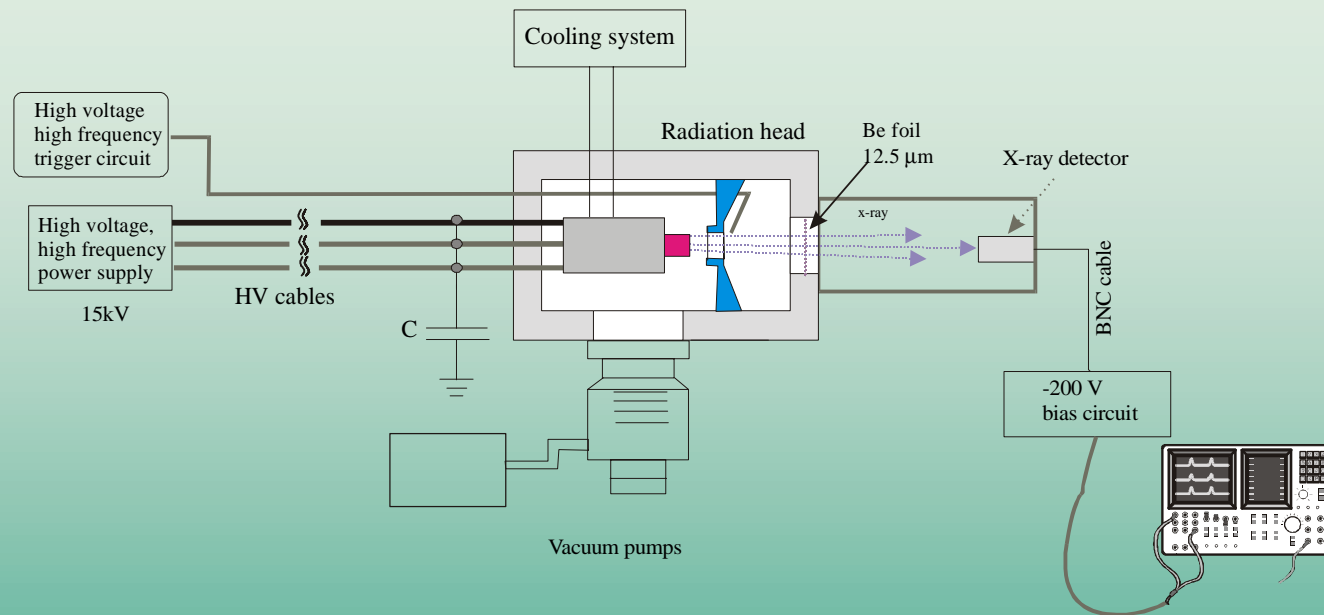 Cooling system
High voltage
high frequency
trigger circuit
Radiation head
Be foil
12.5 μm
X-ray detector
High voltage,
high frequency
power supply
15kV
HV cables
C
x-ray
BNC cable
-200 V
bias circuit
Vacuum pumps